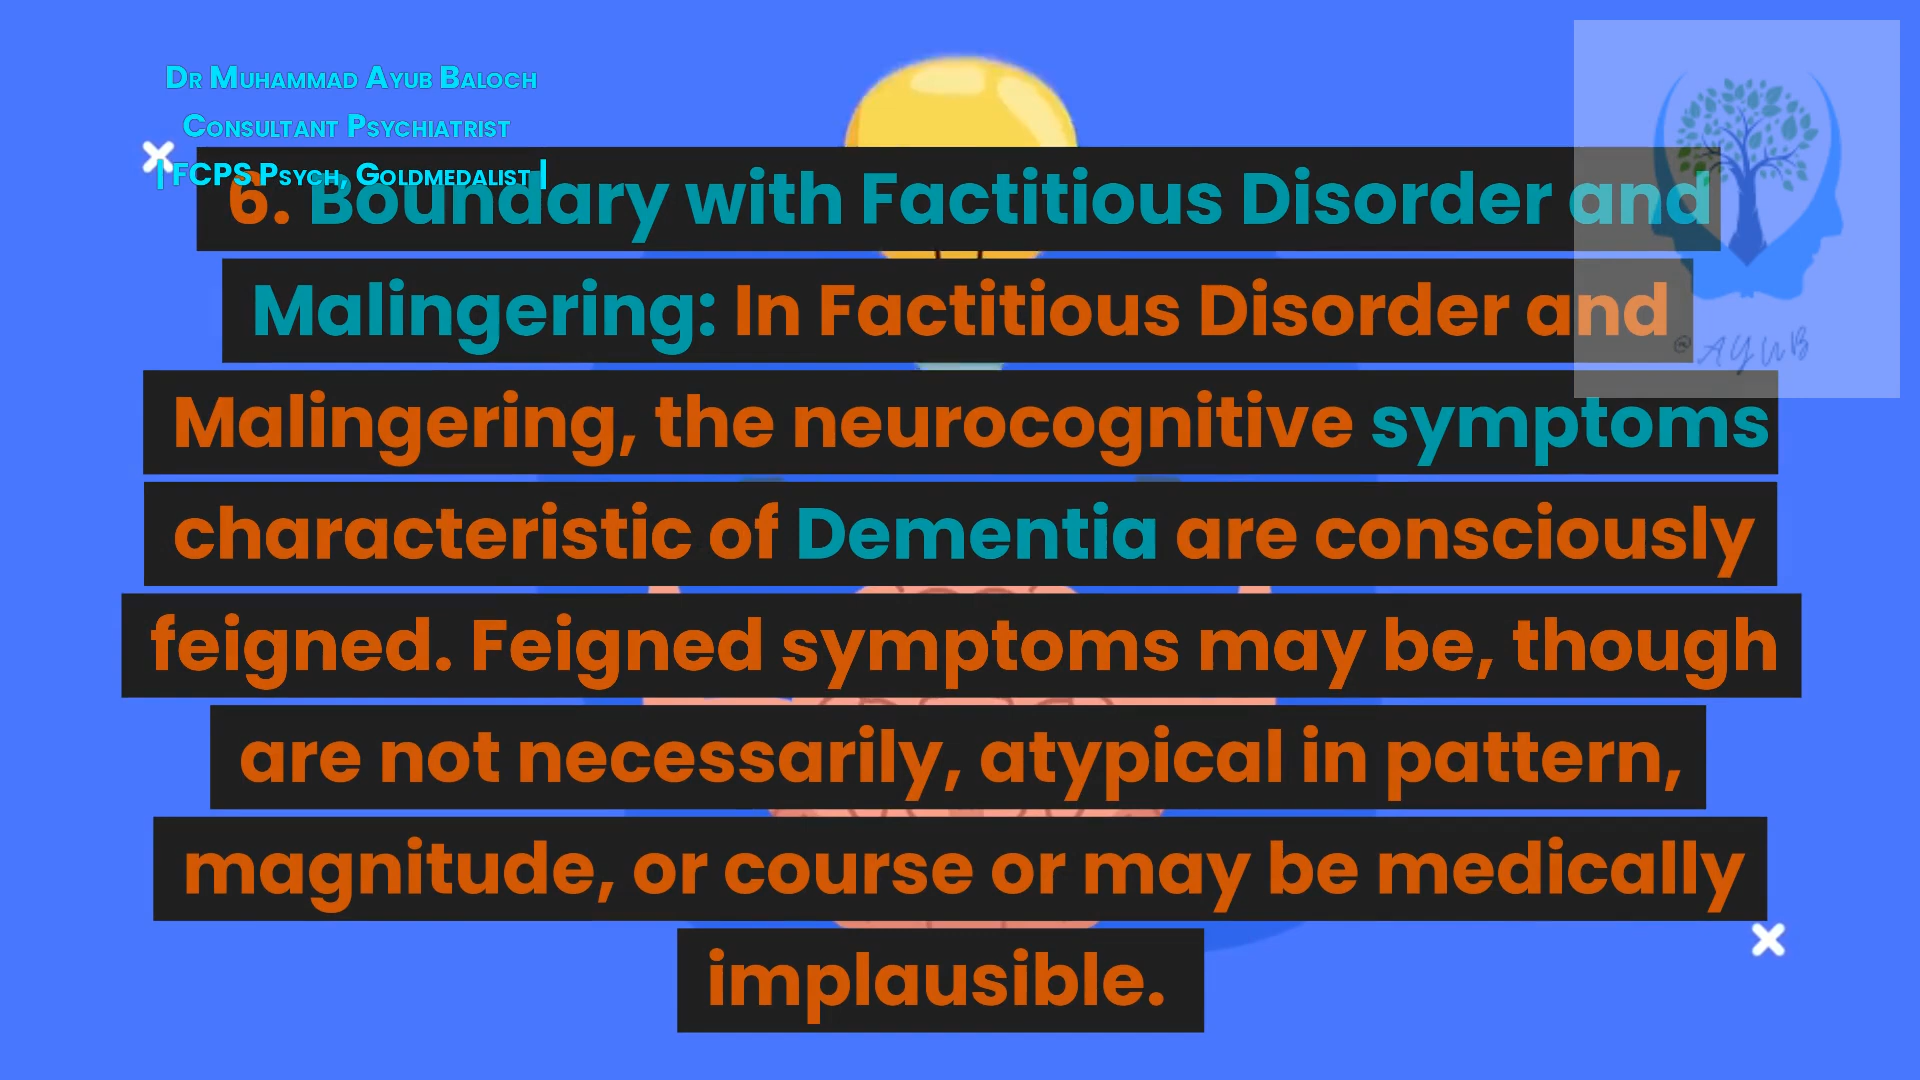 Dr Muhammad Ayub Baloch
Consultant Psychiatrist
| FCPS Psych, Goldmedalist |
6. Boundary with Factitious Disorder and
Malingering: In Factitious Disorder and
Malingering, the neurocognitive symptoms
characteristic of Dementia are consciously
feigned. Feigned symptoms may be, though
are not necessarily, atypical in pattern,
magnitude, or course or may be medically
implausible.
@AYUB